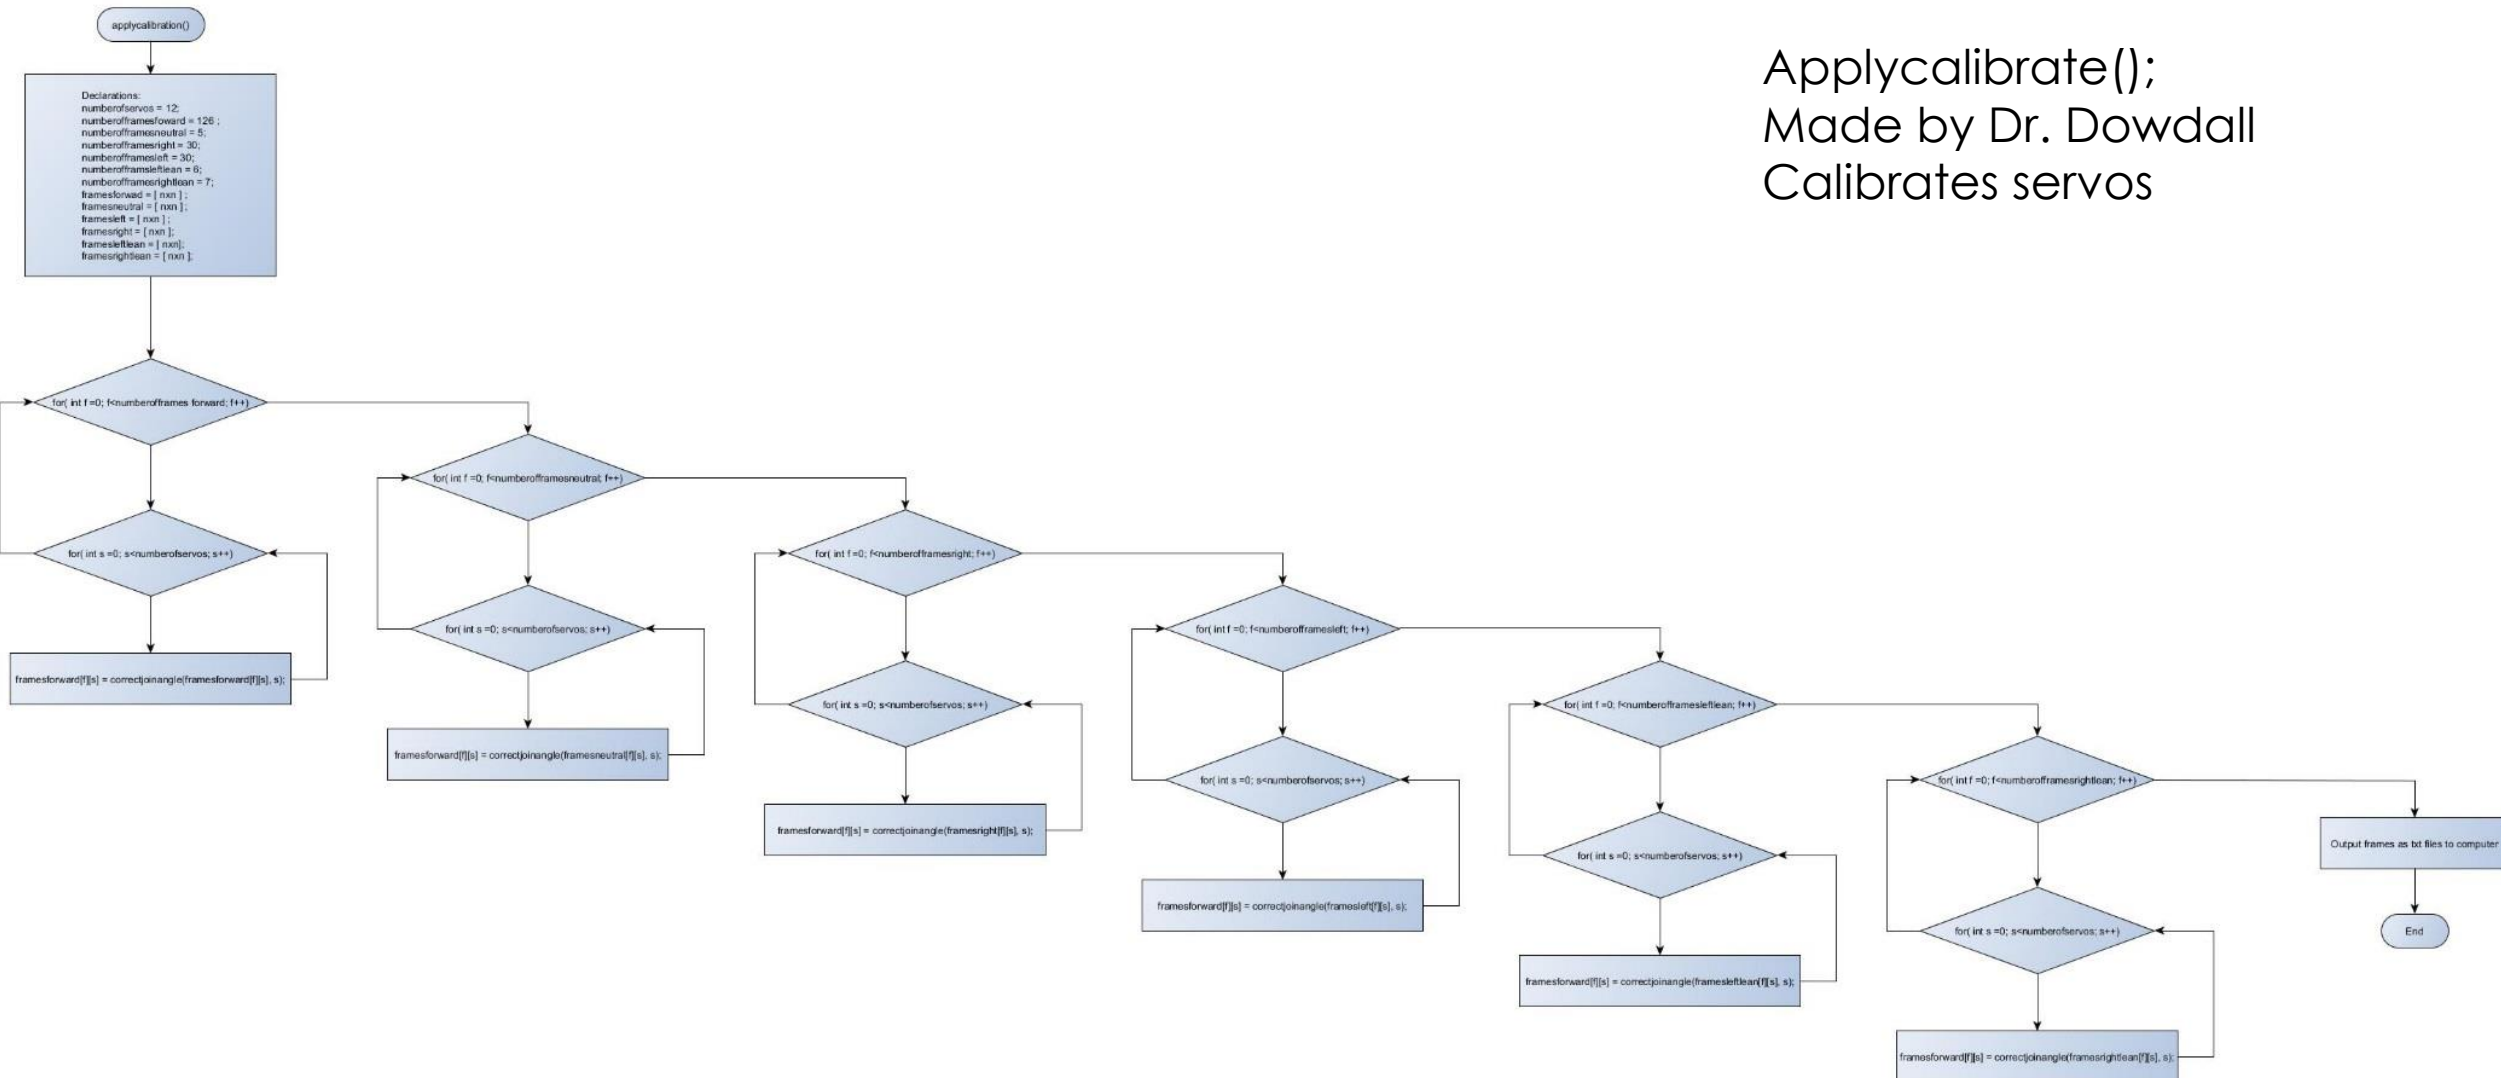 applycalibration()
Applycalibrate();
Made by Dr. Dowdall
Calibrates servos
Declarations:
numberofservos = 12;
numberofframesfoward = 126 ;
numberofframesneutral = 5;
numberofframesright = 30;
numberofframesleft = 30;
numberofframsleftlean = 6;
numberofframesrightlean = 7;
framesforwad = [ nxn ] ;
framesneutral = [ nxn ] ;
framesleft = [ nxn ] ;
framesright = [ nxn ];
framesleftlean = [ nxn];
framesrightlean = [ nxn ];
for( int f =0; f<numberofframes forward; f++)
for( int s =0; s<numberofservos; s++)
framesforward[f][s] = correctjoinangle(framesforward[f][s], s);
for( int f =0; f<numberofframesneutral; f++)
for( int s =0; s<numberofservos; s++)
framesforward[f][s] = correctjoinangle(framesneutral[f][s], s);
for( int f =0; f<numberofframesright; f++)
for( int s =0; s<numberofservos; s++)
framesforward[f][s] = correctjoinangle(framesright[f][s], s);
for( int f =0; f<numberofframesleft; f++)
for( int s =0; s<numberofservos; s++)
framesforward[f][s] = correctjoinangle(framesleft[f][s], s);
for( int f =0; f<numberofframesleftlean; f++)
for( int s =0; s<numberofservos; s++)
framesforward[f][s] = correctjoinangle(framesleftlean[f][s], s);
for( int f =0; f<numberofframesrightlean; f++)
for( int s =0; s<numberofservos; s++)
framesforward[f][s] = correctjoinangle(framesrightlean[f][s], s);
Output frames as txt files to computer
End